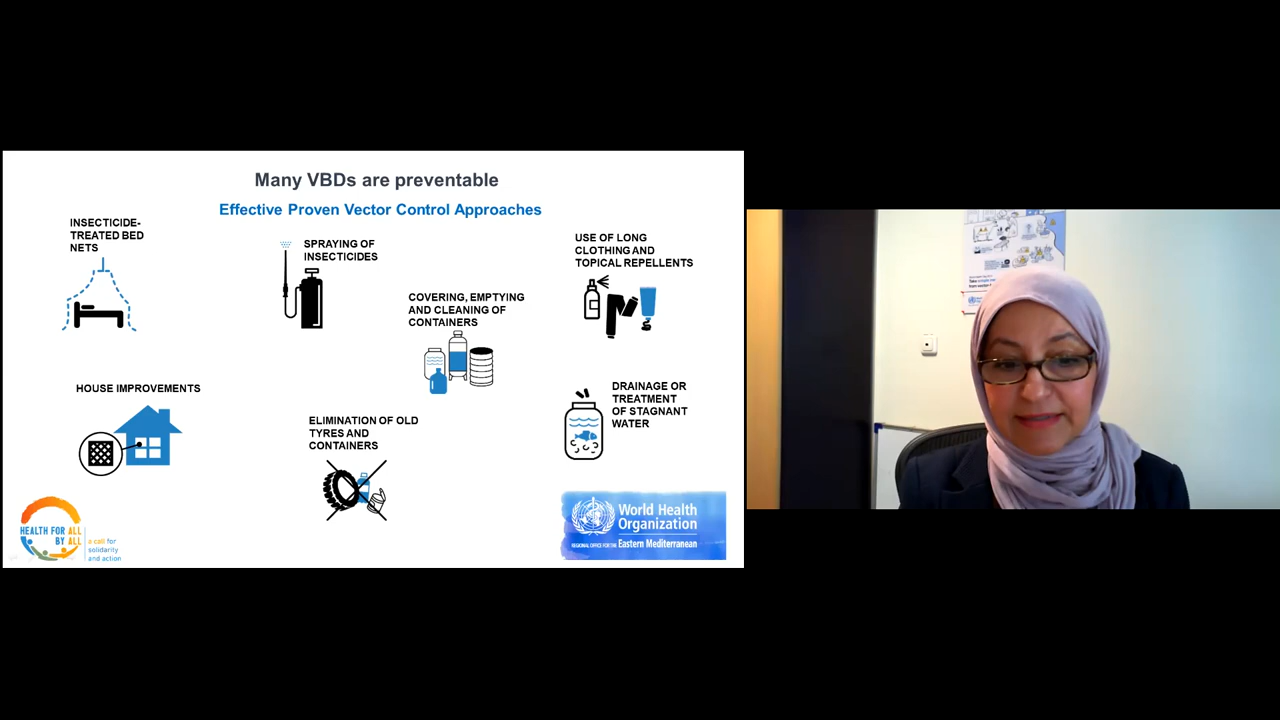 Many VBDs are preventable
Effective Proven Vector Control Approaches
INSECTICIDE-
TREATED BED
NETS
SPRAYING OF
INSECTICIDES
USE OF LONG
CLOTHING AND
TOPICAL REPELLENTS
COVERING, EMPTYING
AND CLEANING OF
CONTAINERS
HOUSE IMPROVEMENTS
ELIMINATION OF OLD
TYRES AND
CONTAINERS
DRAINAGE OR
TREATMENT
OF STAGNANT
WATER
HEALTH FOR ALL
BY ALL
a call for
solidarity
and action
World Health
Organization
REGIONAL OFFICE FOR THE Eastern Mediterranean